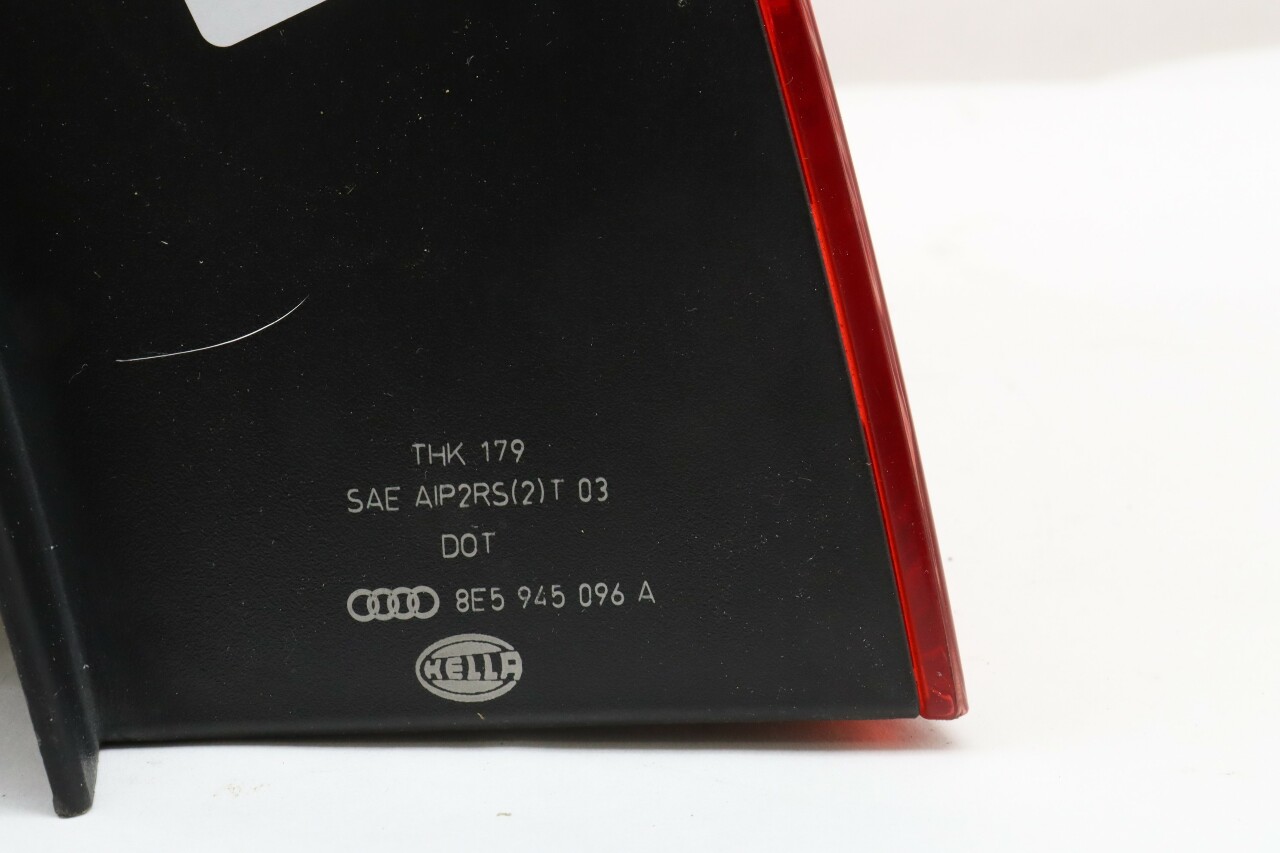 THK 179
SAE AIP2RS(2)T 03
DOT
8E5 945 096 A
HELLA